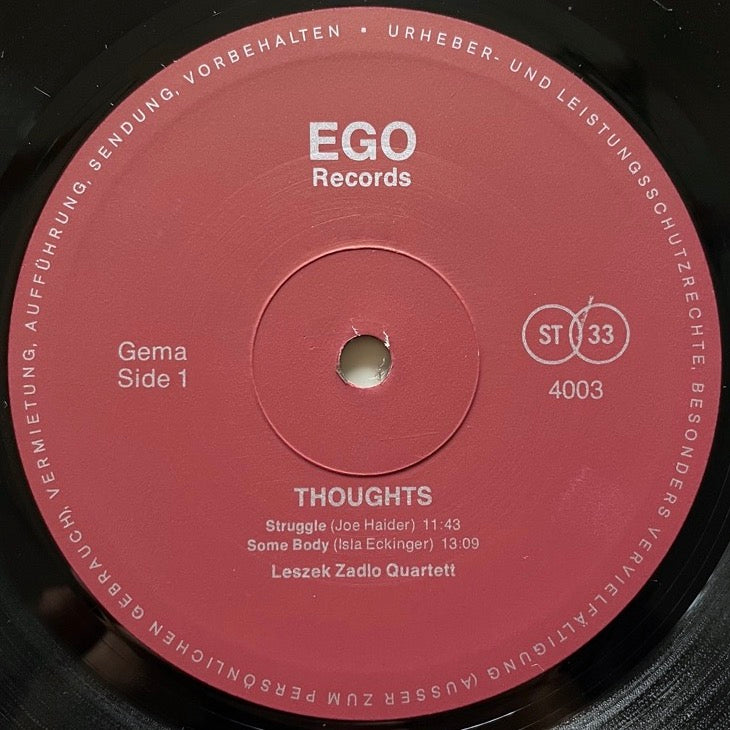 URHEBER- UND LEISTUNGSSCHUTZRECHTE, BESONDERS VERVIELFÄLTIGUNG (AUSSER ZUM PERSÖNLICHEN GEBRAUCH), VERMIETUNG, AUFFÜHRUNG, SENDUNG, VORBEHALTEN •
EGO
Records
Gema
Side 1
ST 33
4003
THOUGHTS
Struggle (Joe Haider) 11:43
Some Body (Isla Eckinger) 13:09
Leszek Zadlo Quartett